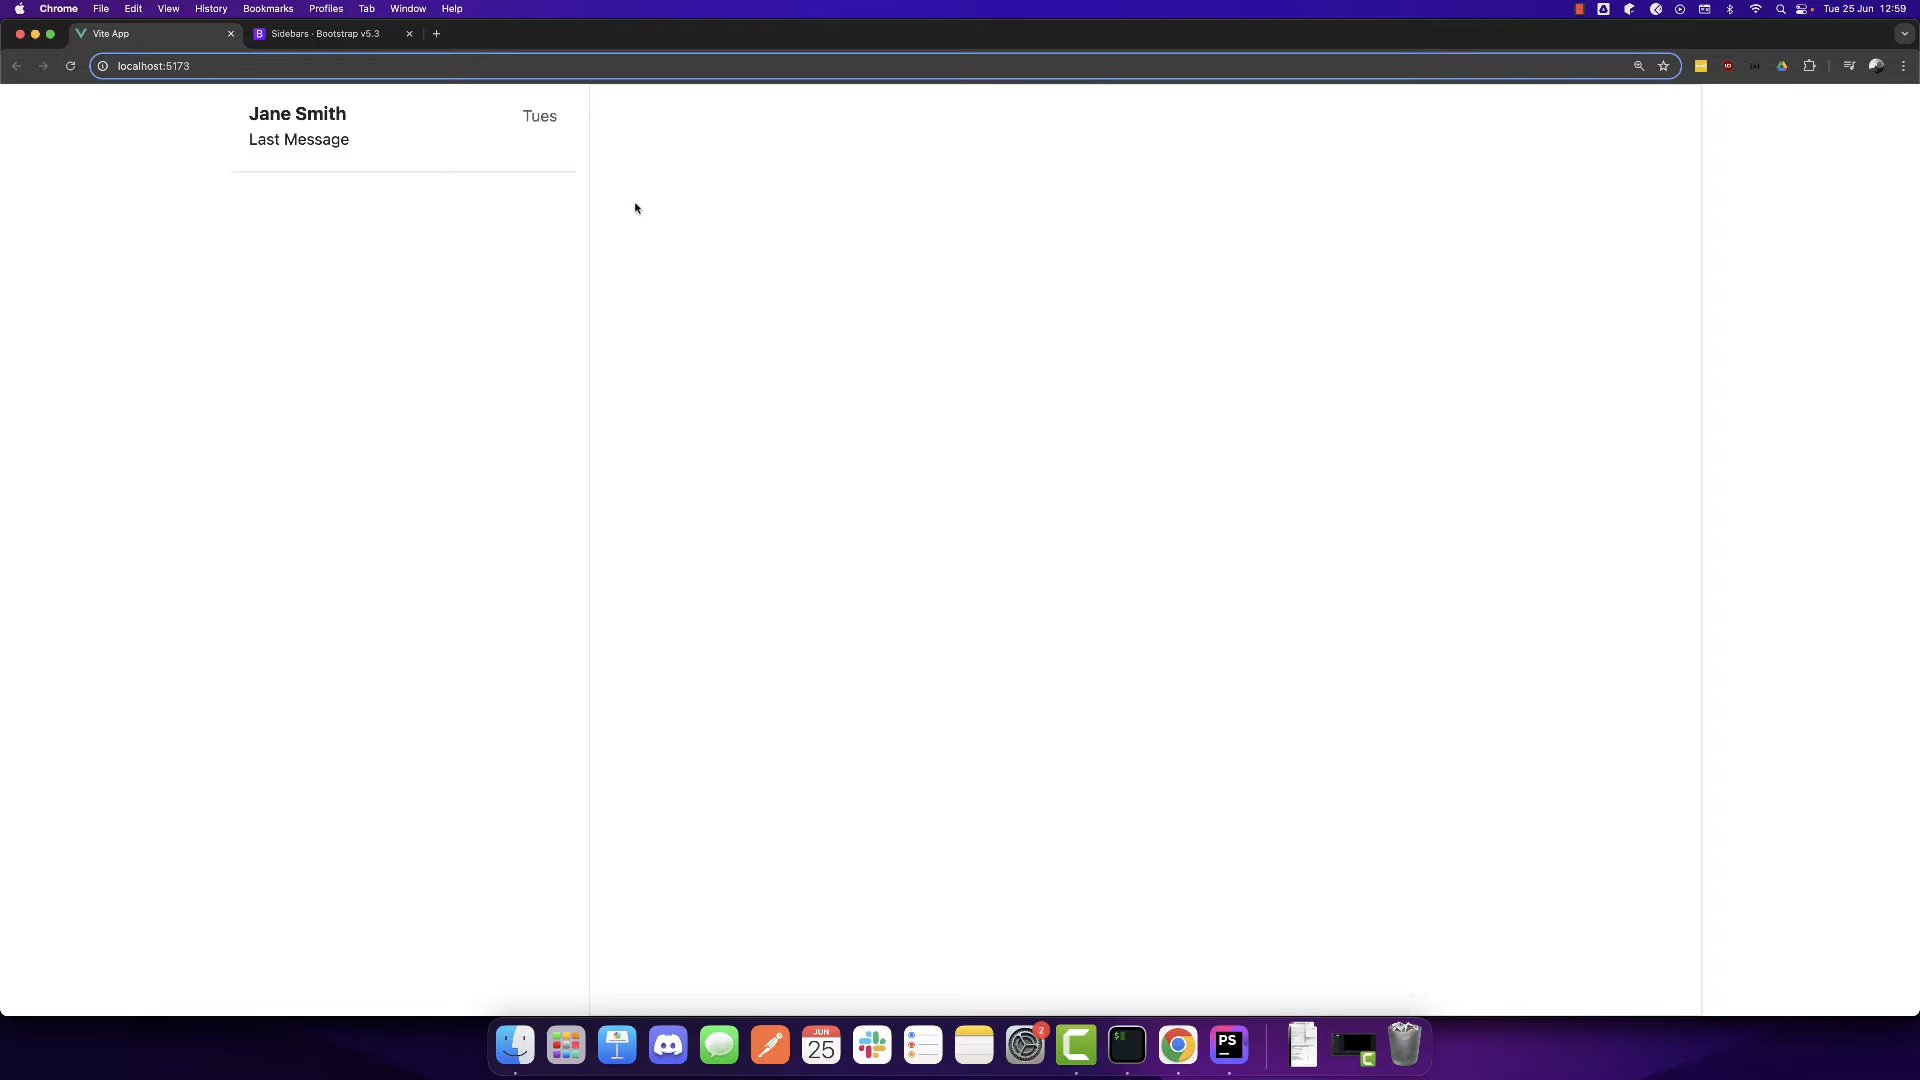 Chrome File Edit View History Bookmarks Profiles Tab Window Help Tue 25 Jun 12:59
Vite App Sidebars · Bootstrap v5.3
localhost:5173
Jane Smith Tues
Last Message
JUN
25
2
$
C
PS